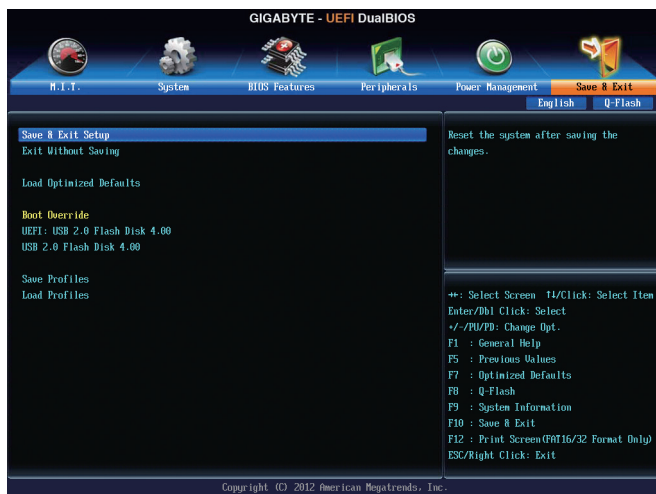 GIGABYTE - UEFI DualBIOS
M.I.T.
System
BIOS Features
Peripherals
Power Management
Save & Exit
English
Q-Flash
Save & Exit Setup
Exit Without Saving
Load Optimized Defaults
Boot Override
UEFI: USB 2.0 Flash Disk 4.00
USB 2.0 Flash Disk 4.00
Save Profiles
Load Profiles
Reset the system after saving the
changes.
→←: Select Screen ↑↓/Click: Select Item
Enter/Dbl Click: Select
+/-/PU/PD: Change Opt.
F1 : General Help
F5 : Previous Values
F7 : Optimized Defaults
F8 : Q-Flash
F9 : System Information
F10 : Save & Exit
F12 : Print Screen(FAT16/32 Format Only)
ESC/Right Click: Exit
Copyright (C) 2012 American Megatrends, Inc.